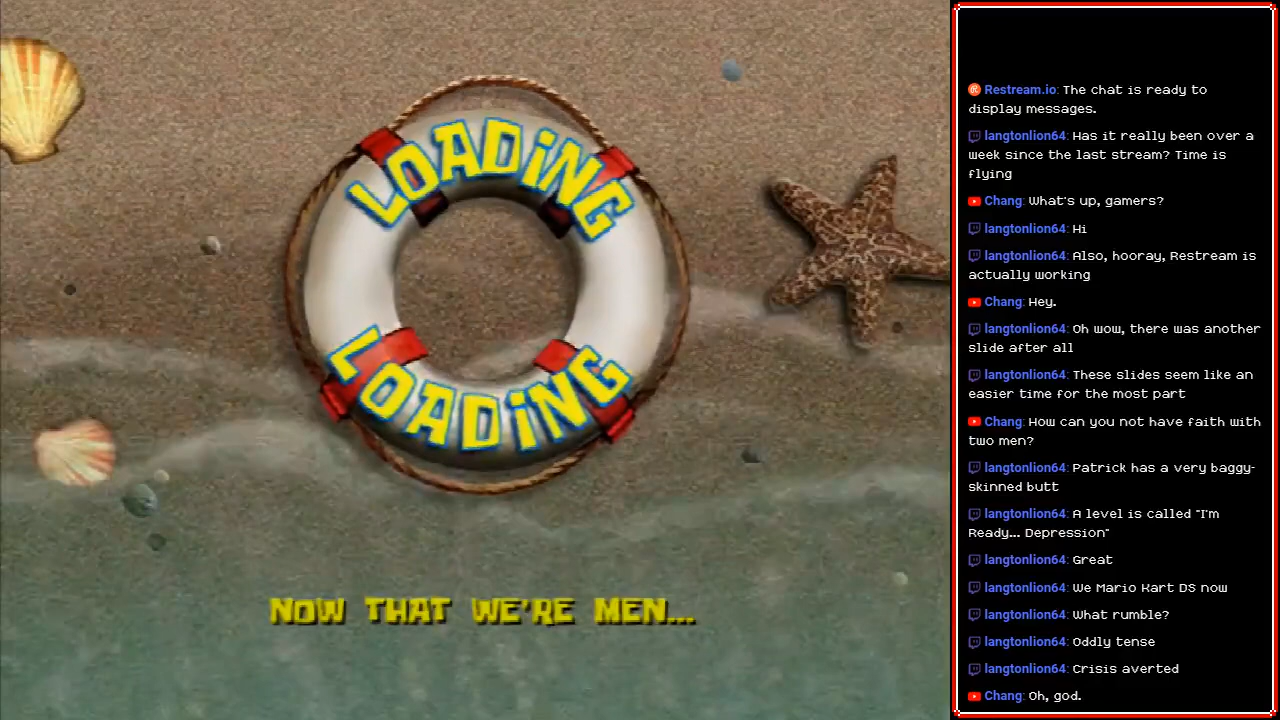 LOADING
LOADING
NOW THAT WE'RE MEN...
Restream.io: The chat is ready to
display messages.
langtonlion64: Has it really been over a
week since the last stream? Time is
flying
Chang: What's up, gamers?
langtonlion64: Hi
langtonlion64: Also, hooray, Restream is
actually working
Chang: Hey.
langtonlion64: Oh wow, there was another
slide after all
langtonlion64: These slides seem like an
easier time for the most part
Chang: How can you not have faith with
two men?
langtonlion64: Patrick has a very baggy-
skinned butt
langtonlion64: A level is called "I'm
Ready... Depression"
langtonlion64: Great
langtonlion64: We Mario Kart DS now
langtonlion64: What rumble?
langtonlion64: Oddly tense
langtonlion64: Crisis averted
Chang: Oh, god.